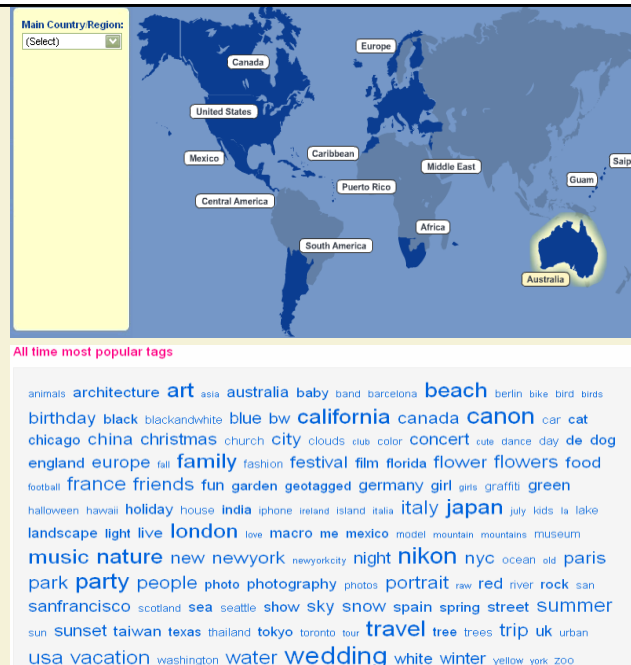 Main Country/Region:
(Select)
Europe
Canada
United States
Mexico
Caribbean
Middle East
Puerto Rico
Guam
Central America
Africa
South America
Australia
All time most popular tags
animals architecture art asia australia baby band barcelona beach berlin bike bird birds
birthday black blackandwhite blue bw california canada canon car cat
chicago china christmas church city clouds club color concert cute dance day de dog
england europe fall family fashion festival film florida flower flowers food
football france friends fun garden geotagged germany girl girls graffiti green
halloween hawaii holiday house india iphone ireland island italia italy japan july kids la lake
landscape light live london love macro me mexico model mountain mountains museum
music nature new newyork newyorkcity night nikon nyc ocean old paris
park party people photo photography photos portrait raw red river rock san
sanfrancisco scotland sea seattle show sky snow spain spring street summer
sun sunset taiwan texas thailand tokyo toronto tour travel tree trees trip uk urban
usa vacation washington water wedding white winter yellow york zoo